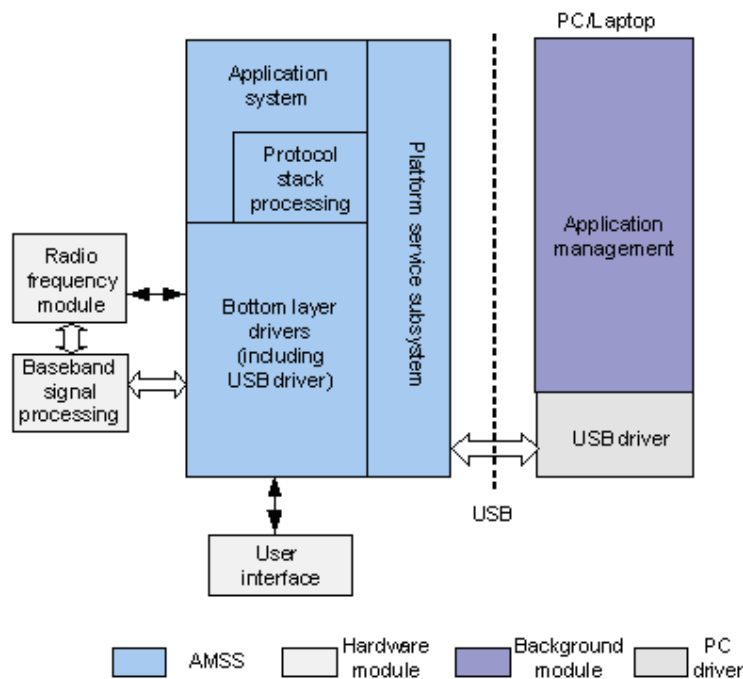 PC/Laptop
Application
system
Protocol
stack
processing
Platform service subsystem
Application
management
Radio
frequency
module
Bottom layer
drivers
(including
USB driver)
Baseband
signal
processing
USB driver
USB
User
interface
AMSS
Hardware
module
Background
module
PC
driver